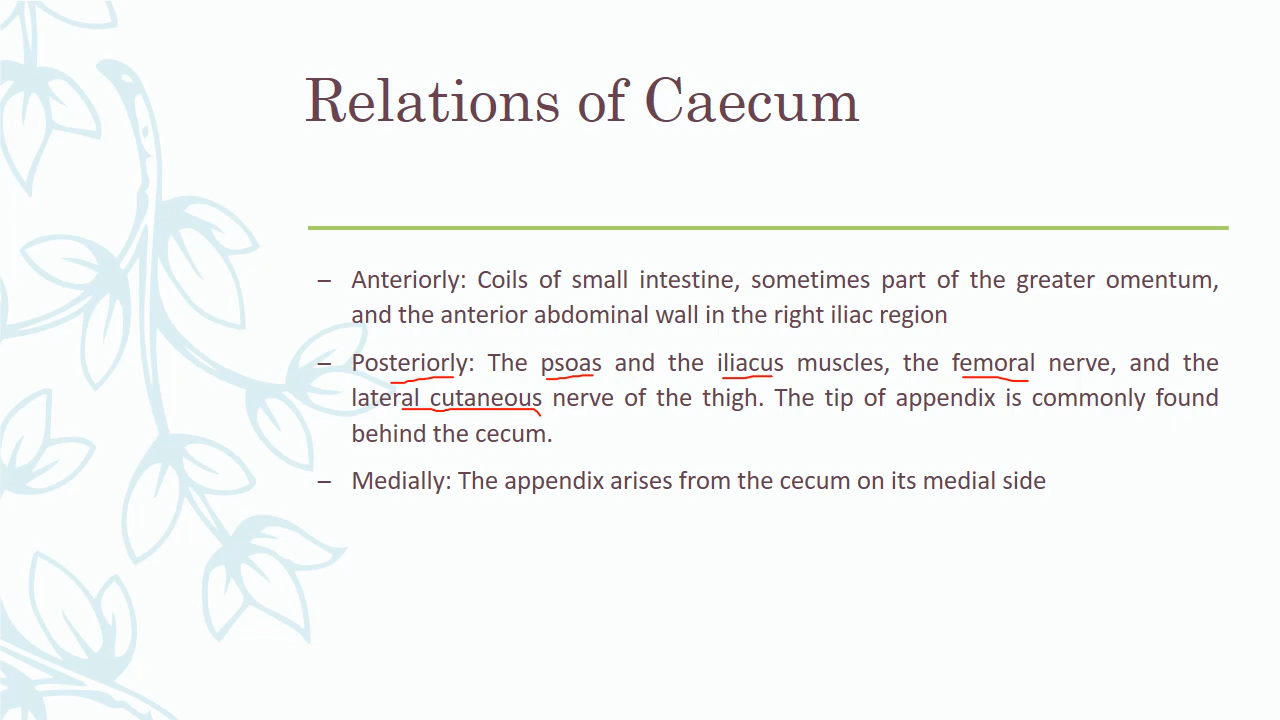 Relations of Caecum
– Anteriorly: Coils of small intestine, sometimes part of the greater omentum,
and the anterior abdominal wall in the right iliac region
– Posteriorly: The psoas and the iliacus muscles, the femoral nerve, and the
lateral cutaneous nerve of the thigh. The tip of appendix is commonly found
behind the cecum.
– Medially: The appendix arises from the cecum on its medial side